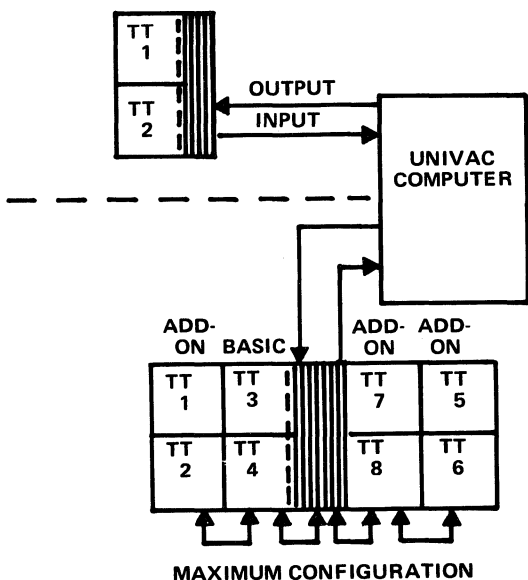 TT
1
TT
2
OUTPUT
INPUT
UNIVAC
COMPUTER
ADD-
ON
BASIC
ADD-
ON
ADD-
ON
TT
1
TT
3
TT
7
TT
5
TT
2
TT
4
TT
8
TT
6
MAXIMUM CONFIGURATION